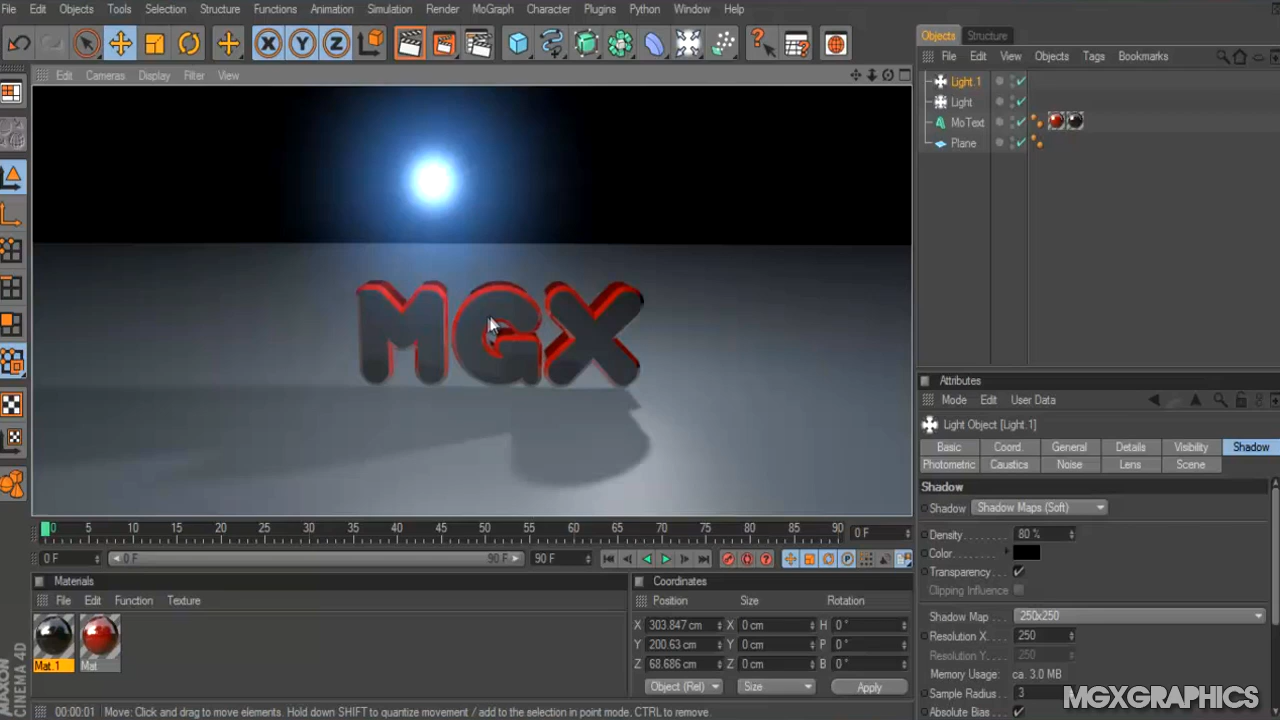 File Edit Objects Tools Selection Structure Functions Animation Simulation Render MoGraph Character Plugins Python Window Help
X Y Z
Edit Cameras Display Filter View
MGX
0 5 10 15 20 25 30 35 40 45 50 55 60 65 70 75 80 85 90 0 F
0 F 0 F 90 F 90 F
Materials
File Edit Function Texture
Mat.1 Mat
MAXON
CINEMA 4D
Coordinates
Position Size Rotation
X 303.847 cm X 0 cm H 0 °
Y 200.63 cm Y 0 cm P 0 °
Z 68.686 cm Z 0 cm B 0 °
Object (Rel) Size Apply
00:00:01 Move: Click and drag to move elements. Hold down SHIFT to quantize movement / add to the selection in point mode, CTRL to remove.
Objects Structure
File Edit View Objects Tags Bookmarks
Light.1
Light
MoText
Plane
Attributes
Mode Edit User Data
Light Object [Light.1]
Basic Coord. General Details Visibility Shadow
Photometric Caustics Noise Lens Scene
Shadow
Shadow Shadow Maps (Soft)
Density 80 %
Color
Transparency
Clipping Influence
Shadow Map 250x250
Resolution X 250
Resolution Y 250
Memory Usage: ca. 3.0 MB
Sample Radius 3
Absolute Bias
MGXGRAPHICS